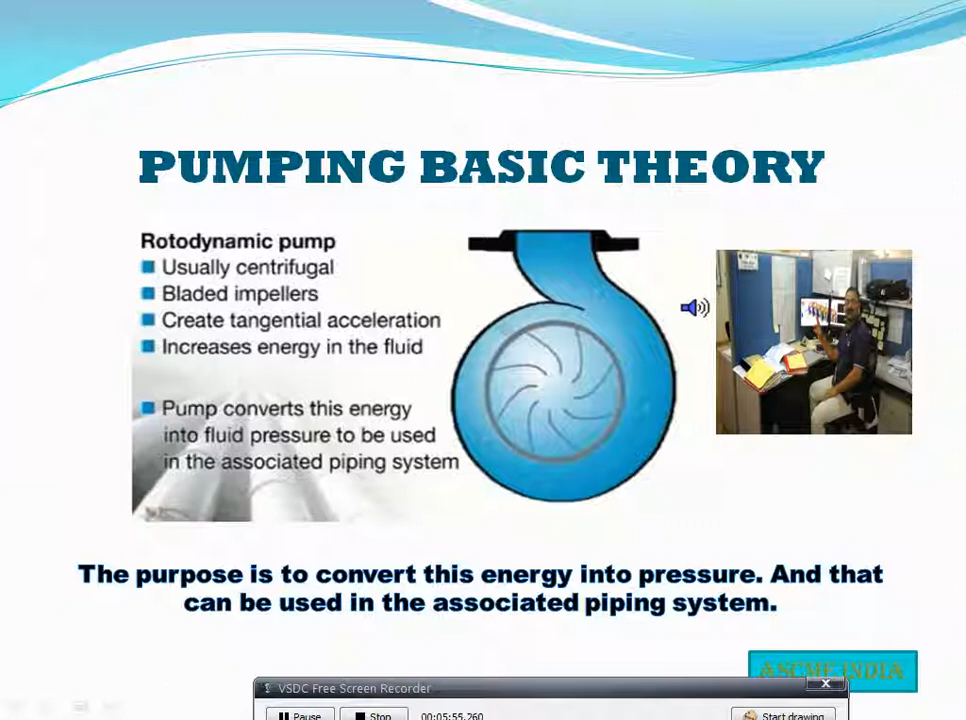 PUMPING BASIC THEORY
Rotodynamic pump
Usually centrifugal
Bladed impellers
Create tangential acceleration
Increases energy in the fluid
Pump converts this energy
into fluid pressure to be used
in the associated piping system
The purpose is to convert this energy into pressure. And that
can be used in the associated piping system.
ASCME INDIA
VSDC Free Screen Recorder
Pause
Stop
00:05:55.260
Start drawing